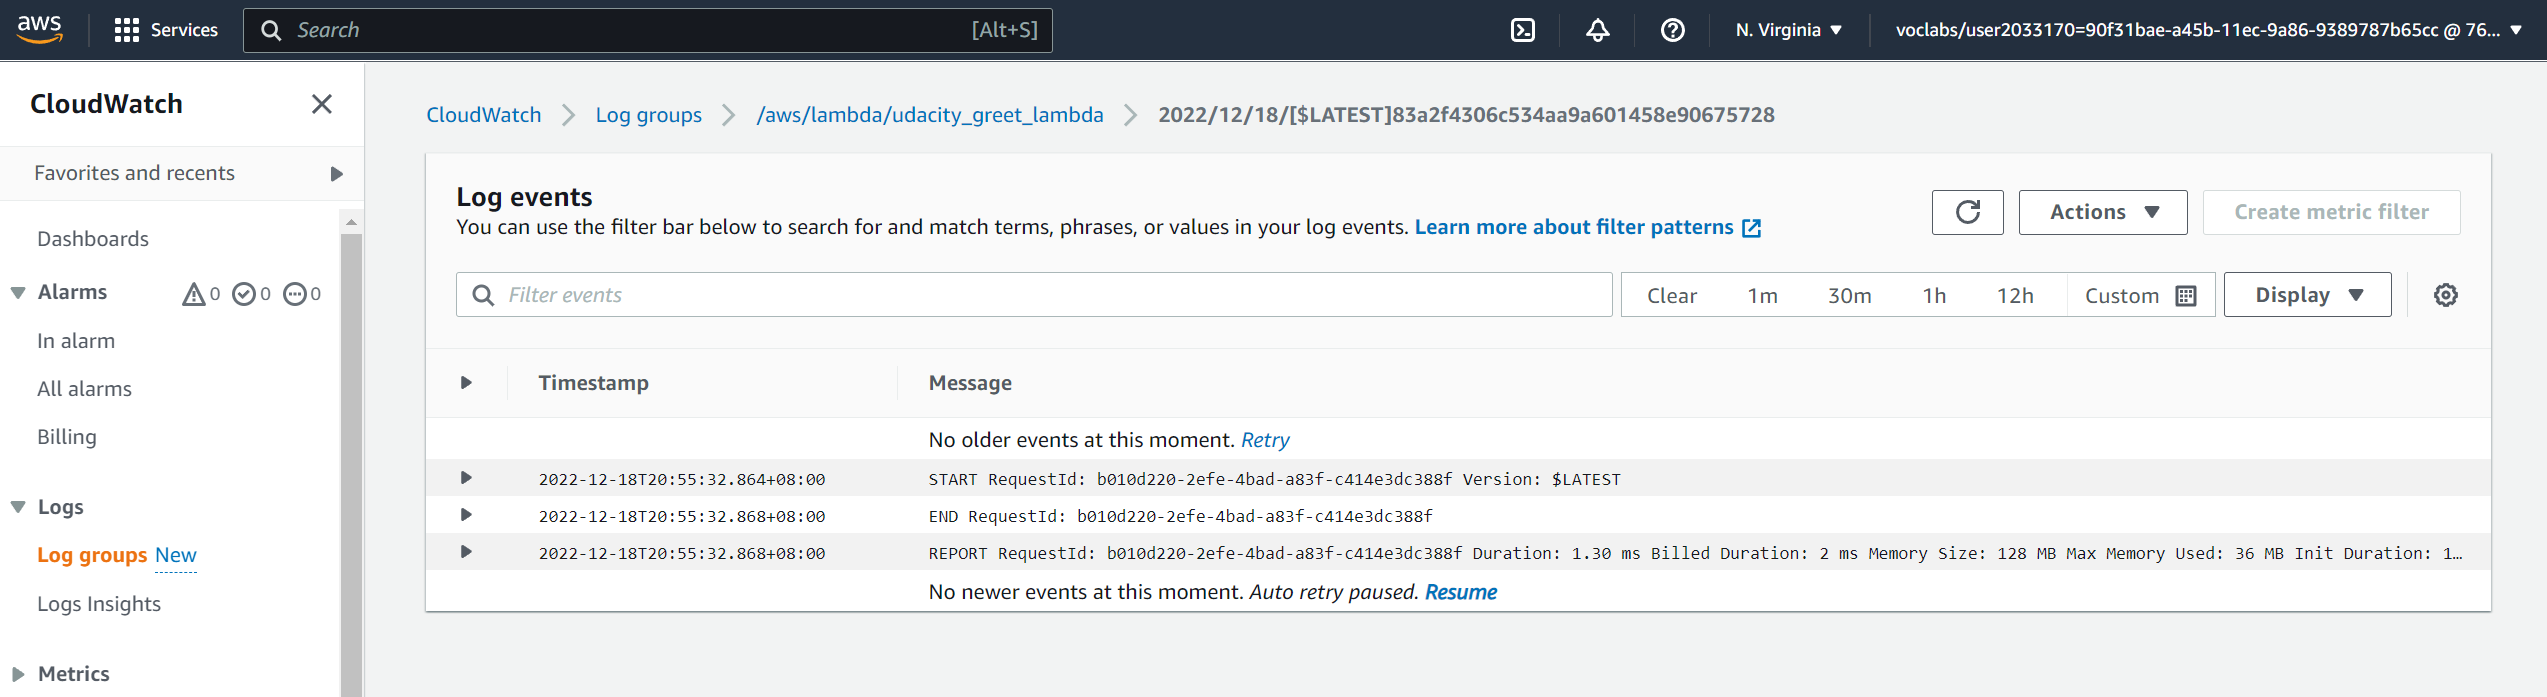 aws Services Search [Alt+S] N. Virginia voclabs/user2033170=90f31bae-a45b-11ec-9a86-9389787b65cc @ 76...
CloudWatch
Favorites and recents
Dashboards
Alarms 0 0 0
In alarm
All alarms
Billing
Logs
Log groups New
Logs Insights
Metrics
CloudWatch Log groups /aws/lambda/udacity_greet_lambda 2022/12/18/[$LATEST]83a2f4306c534aa9a601458e90675728
Log events
You can use the filter bar below to search for and match terms, phrases, or values in your log events. Learn more about filter patterns
Actions Create metric filter
Filter events Clear 1m 30m 1h 12h Custom Display
Timestamp Message
No older events at this moment. Retry
2022-12-18T20:55:32.864+08:00 START RequestId: b010d220-2efe-4bad-a83f-c414e3dc388f Version: $LATEST
2022-12-18T20:55:32.868+08:00 END RequestId: b010d220-2efe-4bad-a83f-c414e3dc388f
2022-12-18T20:55:32.868+08:00 REPORT RequestId: b010d220-2efe-4bad-a83f-c414e3dc388f Duration: 1.30 ms Billed Duration: 2 ms Memory Size: 128 MB Max Memory Used: 36 MB Init Duration: 1...
No newer events at this moment. Auto retry paused. Resume